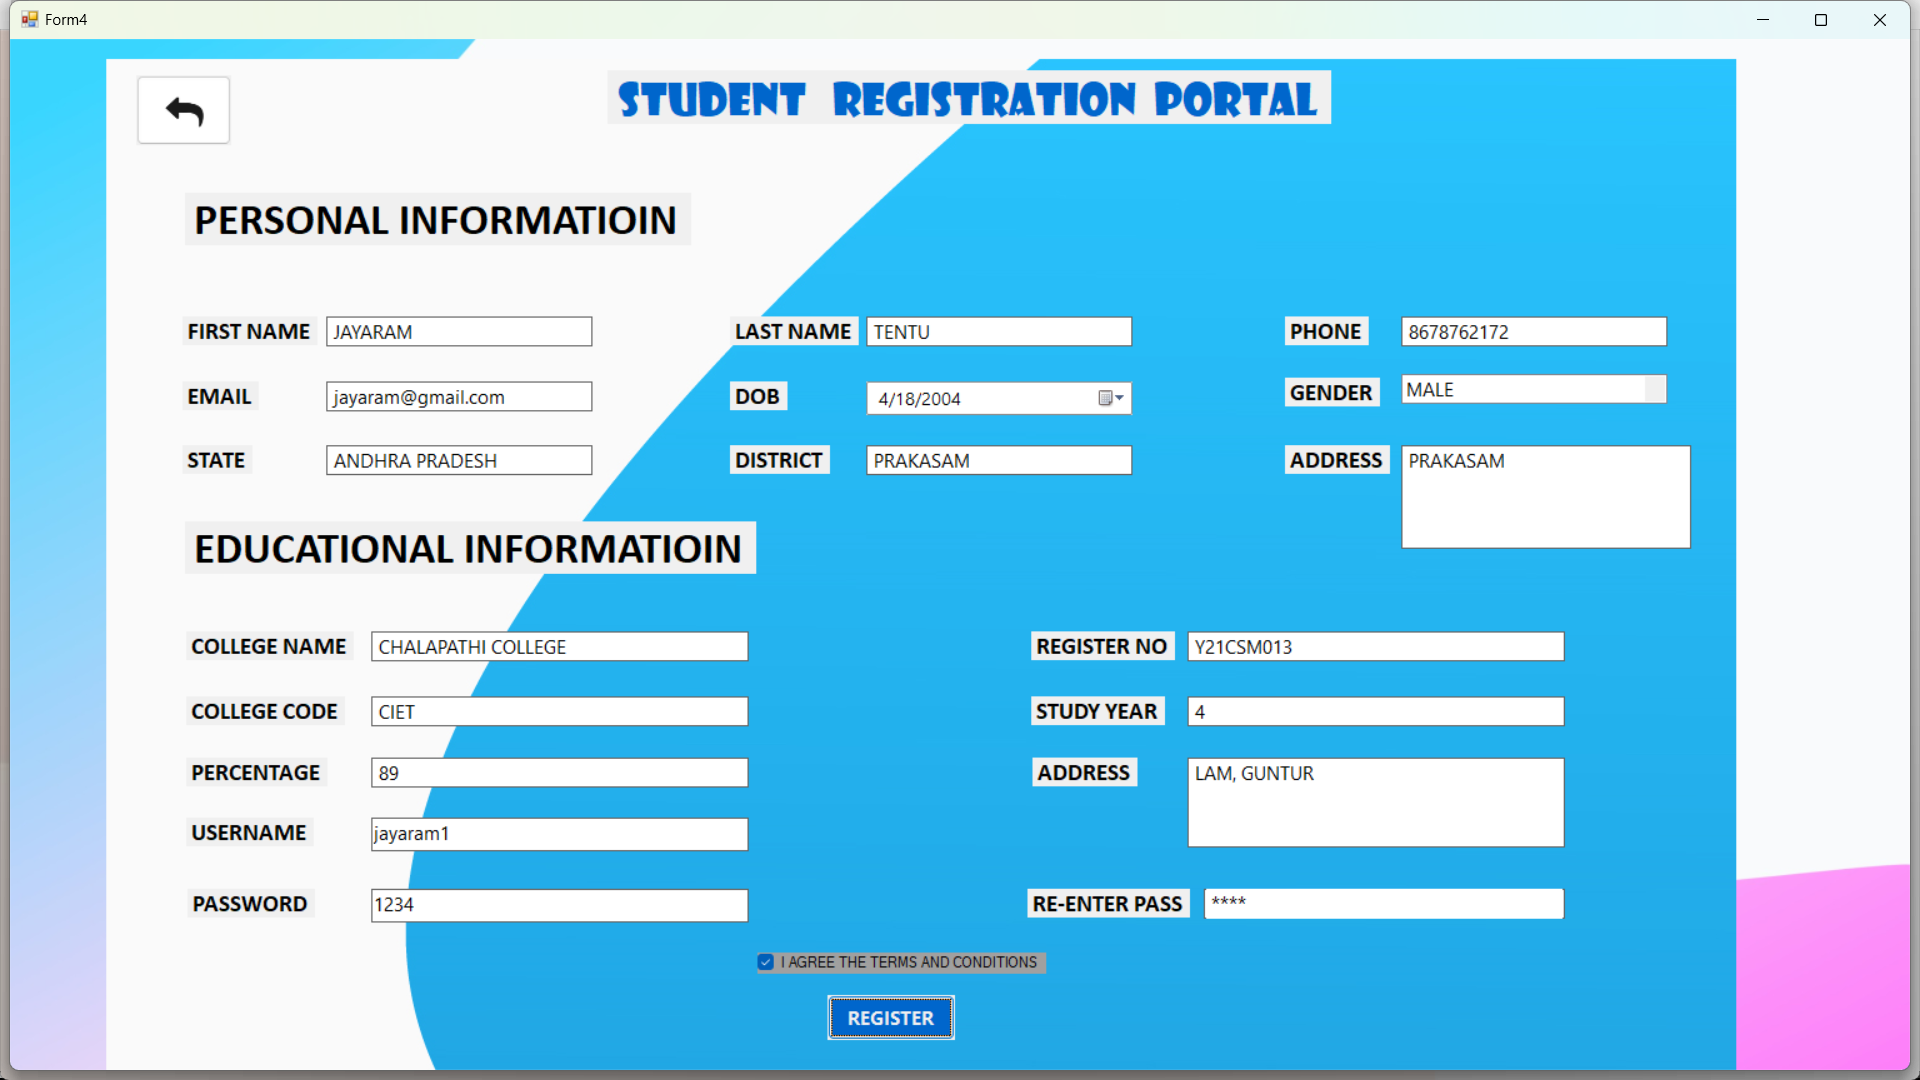 Form4
STUDENT REGISTRATION PORTAL
PERSONAL INFORMATIOIN
FIRST NAME JAYARAM LAST NAME TENTU PHONE 8678762172
EMAIL jayaram@gmail.com DOB 4/18/2004 GENDER MALE
STATE ANDHRA PRADESH DISTRICT PRAKASAM ADDRESS PRAKASAM
EDUCATIONAL INFORMATIOIN
COLLEGE NAME CHALAPATHI COLLEGE REGISTER NO Y21CSM013
COLLEGE CODE CIET STUDY YEAR 4
PERCENTAGE 89 ADDRESS LAM, GUNTUR
USERNAME jayaram1
PASSWORD 1234 RE-ENTER PASS ****
I AGREE THE TERMS AND CONDITIONS
REGISTER